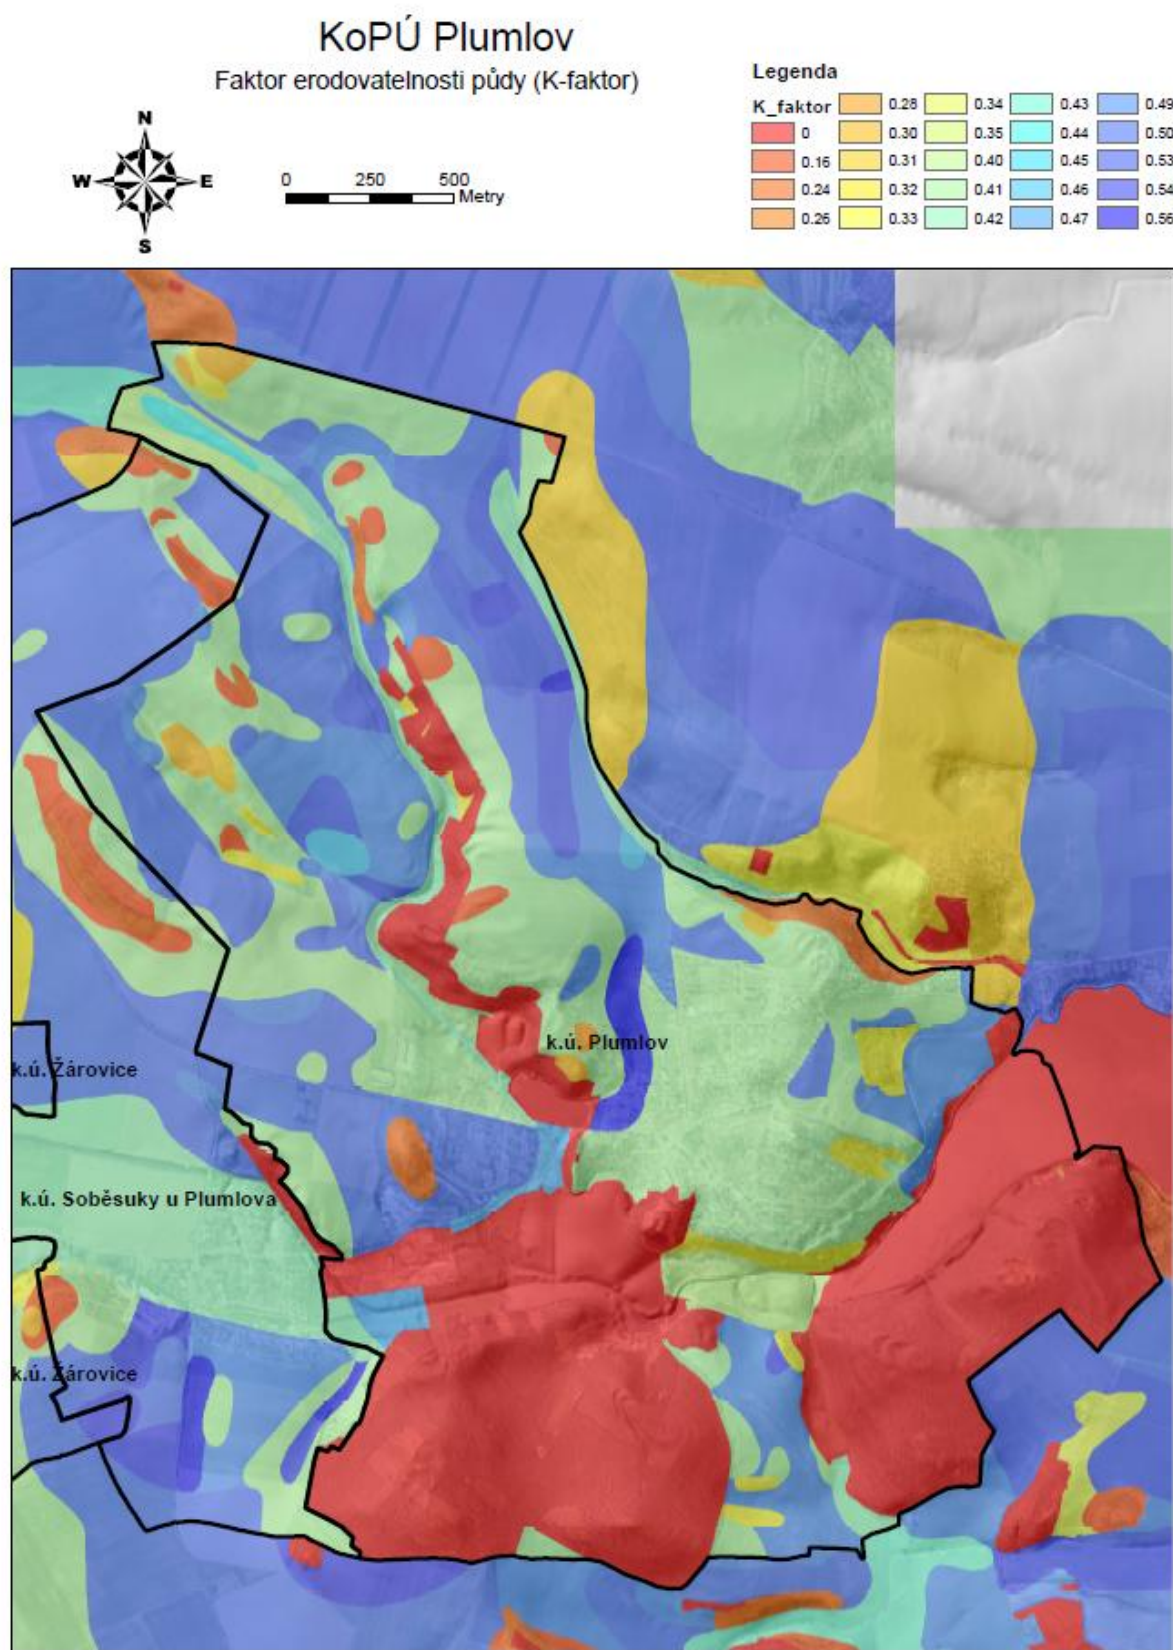 KoPÚ Plumlov
Faktor erodovatelnosti půdy (K-faktor)
N
W E
S
0 250 500
Metry
Legenda
K_faktor 0.28 0.34 0.43 0.49
0 0.30 0.35 0.44 0.50
0.16 0.31 0.40 0.45 0.53
0.24 0.32 0.41 0.46 0.54
0.26 0.33 0.42 0.47 0.56
k.ú. Plumlov
k.ú. Žárovice
k.ú. Soběsuky u Plumlova
k.ú. Žárovice